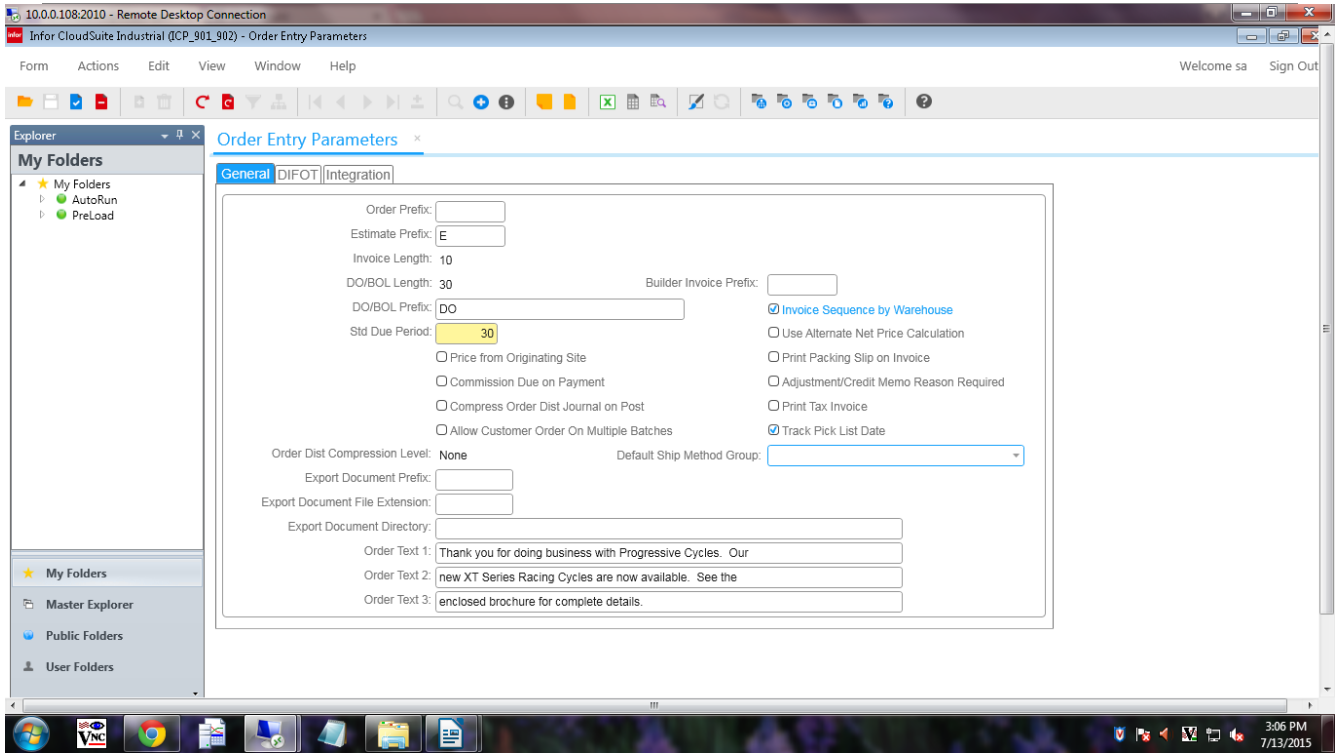 10.0.0.108:2010 - Remote Desktop Connection
infor Infor CloudSuite Industrial (ICP_901_902) - Order Entry Parameters
Form Actions Edit View Window Help Welcome sa Sign Out
Explorer
My Folders
My Folders
AutoRun
PreLoad
My Folders
Master Explorer
Public Folders
User Folders
Order Entry Parameters
General DIFOT Integration
Order Prefix:
Estimate Prefix: E
Invoice Length: 10
DO/BOL Length: 30 Builder Invoice Prefix:
DO/BOL Prefix: DO Invoice Sequence by Warehouse
Std Due Period: 30 Use Alternate Net Price Calculation
Price from Originating Site Print Packing Slip on Invoice
Commission Due on Payment Adjustment/Credit Memo Reason Required
Compress Order Dist Journal on Post Print Tax Invoice
Allow Customer Order On Multiple Batches Track Pick List Date
Order Dist Compression Level: None Default Ship Method Group:
Export Document Prefix:
Export Document File Extension:
Export Document Directory:
Order Text 1: Thank you for doing business with Progressive Cycles. Our
Order Text 2: new XT Series Racing Cycles are now available. See the
Order Text 3: enclosed brochure for complete details.
VNC
3:06 PM
7/13/2015